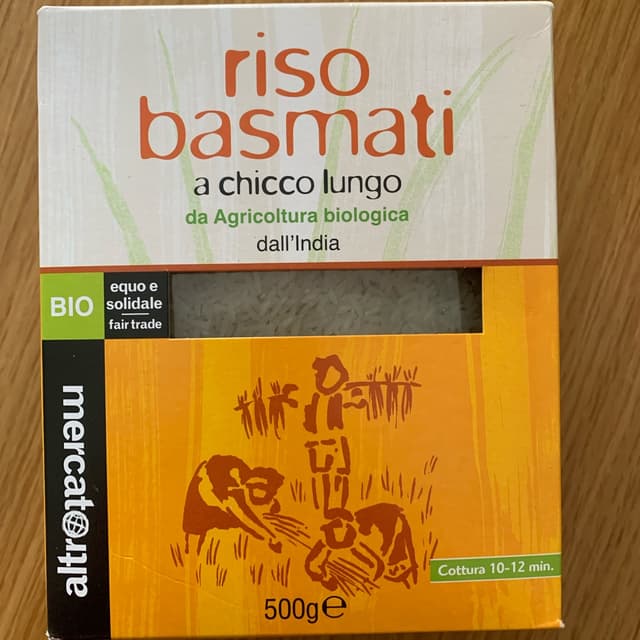 riso
basmati
a chicco lungo
da Agricoltura biologica
dall'India
BIO
equo e
solidale
fair trade
altromercato
Cottura 10-12 min.
500g℮